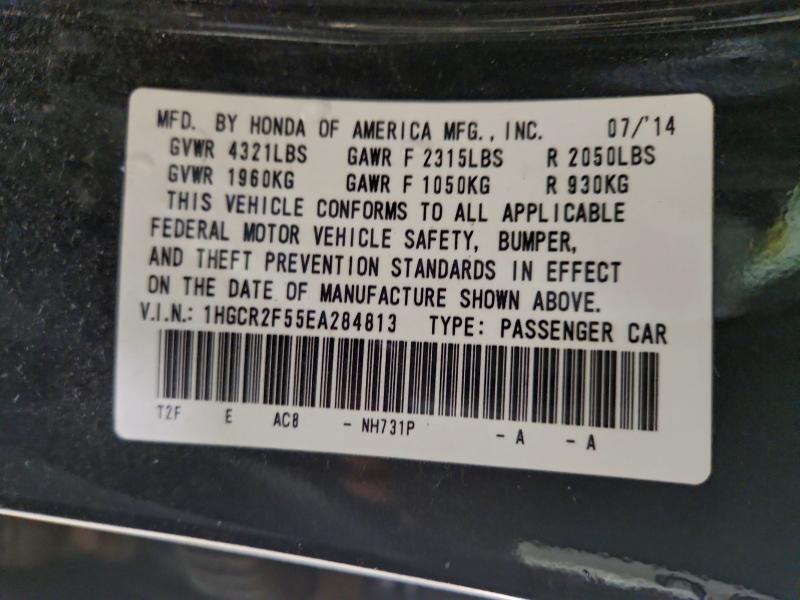 MFD. BY HONDA OF AMERICA MFG., INC. 07/'14
GVWR 4321LBS GAWR F 2315LBS R 2050LBS
GVWR 1960KG GAWR F 1050KG R 930KG
THIS VEHICLE CONFORMS TO ALL APPLICABLE
FEDERAL MOTOR VEHICLE SAFETY, BUMPER,
AND THEFT PREVENTION STANDARDS IN EFFECT
ON THE DATE OF MANUFACTURE SHOWN ABOVE.
V.I.N.: 1HGCR2F55EA284813 TYPE: PASSENGER CAR
T2F E AC8 - NH731P - A - A